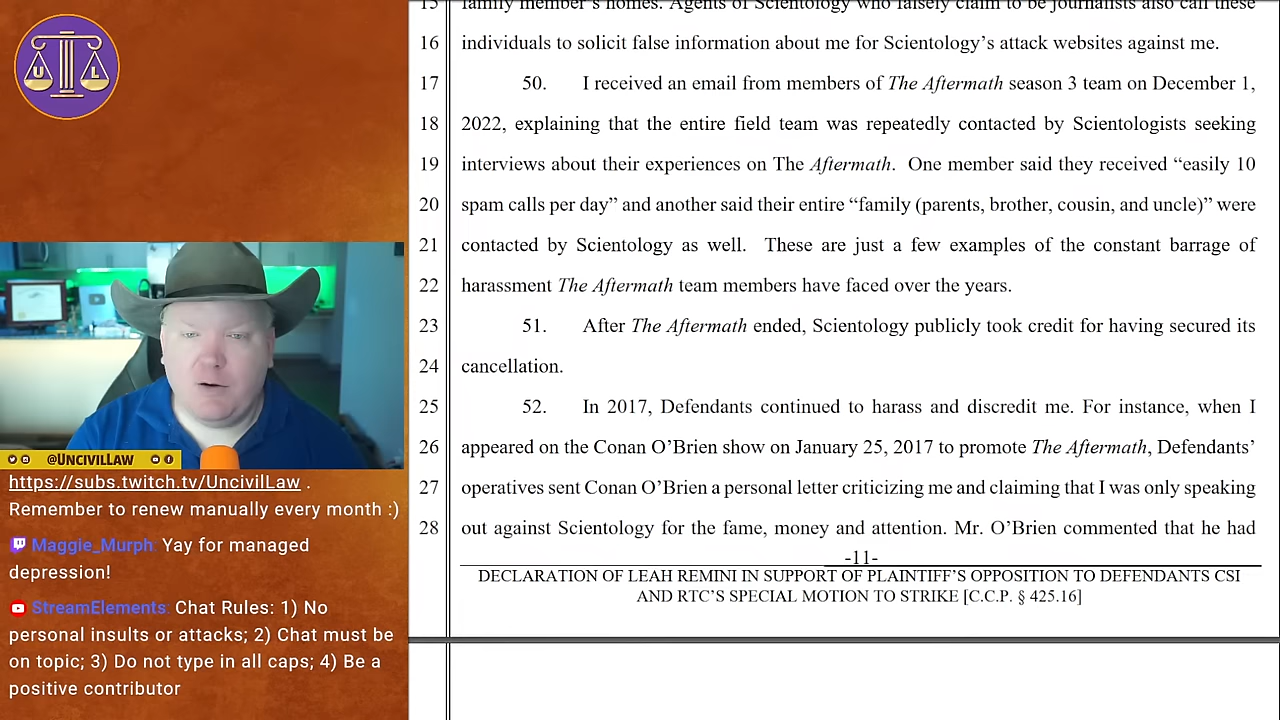 U L
@UNCIVILLAW
https://subs.twitch.tv/UncivilLaw .
Remember to renew manually every month :)
Maggie_Murph: Yay for managed
depression!
StreamElements: Chat Rules: 1) No
personal insults or attacks; 2) Chat must be
on topic; 3) Do not type in all caps; 4) Be a
positive contributor
15 family member's homes. Agents of Scientology who falsely claim to be journalists also call these
16 individuals to solicit false information about me for Scientology's attack websites against me.
17 50. I received an email from members of The Aftermath season 3 team on December 1,
18 2022, explaining that the entire field team was repeatedly contacted by Scientologists seeking
19 interviews about their experiences on The Aftermath. One member said they received “easily 10
20 spam calls per day” and another said their entire “family (parents, brother, cousin, and uncle)” were
21 contacted by Scientology as well. These are just a few examples of the constant barrage of
22 harassment The Aftermath team members have faced over the years.
23 51. After The Aftermath ended, Scientology publicly took credit for having secured its
24 cancellation.
25 52. In 2017, Defendants continued to harass and discredit me. For instance, when I
26 appeared on the Conan O’Brien show on January 25, 2017 to promote The Aftermath, Defendants’
27 operatives sent Conan O’Brien a personal letter criticizing me and claiming that I was only speaking
28 out against Scientology for the fame, money and attention. Mr. O’Brien commented that he had
-11-
DECLARATION OF LEAH REMINI IN SUPPORT OF PLAINTIFF’S OPPOSITION TO DEFENDANTS CSI
AND RTC’S SPECIAL MOTION TO STRIKE [C.C.P. § 425.16]